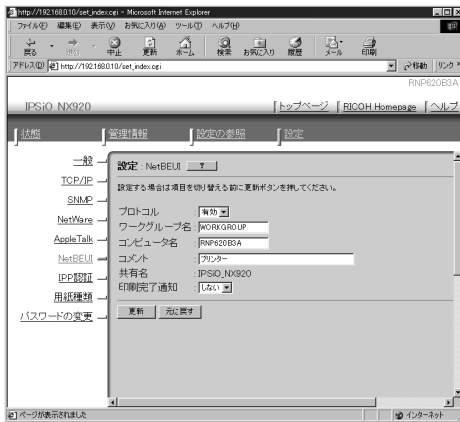 http://192.168.0.10/set_index.cgi - Microsoft Internet Explorer
ファイル(F) 編集(E) 表示(V) お気に入り(A) ツール(T) ヘルプ(H)
戻る 中止 更新 ホーム 検索 お気に入り 履歴 メール 印刷
アドレス(D) http://192.168.0.10/set_index.cgi 移動 リンク
RNP620B3A
IPSiO NX920
トップページ RICOH Homepage ヘルプ
状態 管理情報 設定の参照 設定
一般
TCP/IP
SNMP
NetWare
AppleTalk
NetBEUI
IPP認証
用紙種類
パスワードの変更
設定 : NetBEUI ?
設定する場合は項目を切り替える前に更新ボタンを押してください。
プロトコル : 有効
ワークグループ名 : WORKGROUP
コンピュータ名 : RNP620B3A
コメント : プリンター
共有名 : IPSiO_NX920
印刷完了通知 : しない
更新 元に戻す
ページが表示されました
インターネット